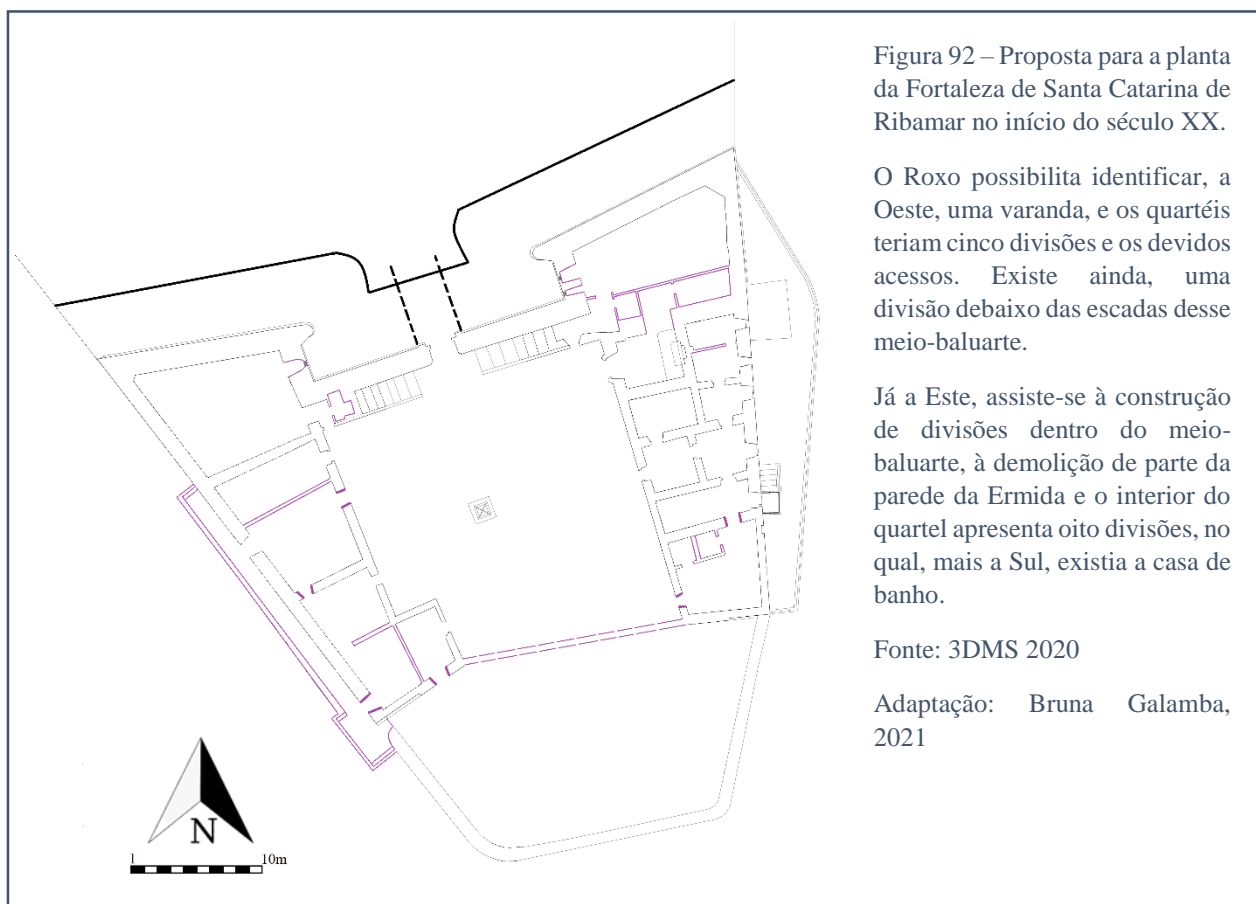 Figura 92 – Proposta para a planta
da Fortaleza de Santa Catarina de
Ribamar no início do século XX.
O Roxo possibilita identificar, a
Oeste, uma varanda, e os quartéis
teriam cinco divisões e os devidos
acessos. Existe ainda, uma
divisão debaixo das escadas desse
meio-baluarte.
Já a Este, assiste-se à construção
de divisões dentro do meio-
baluarte, à demolição de parte da
parede da Ermida e o interior do
quartel apresenta oito divisões, no
qual, mais a Sul, existia a casa de
banho.
Fonte: 3DMS 2020
Adaptação: Bruna Galamba,
2021
N
1 10m